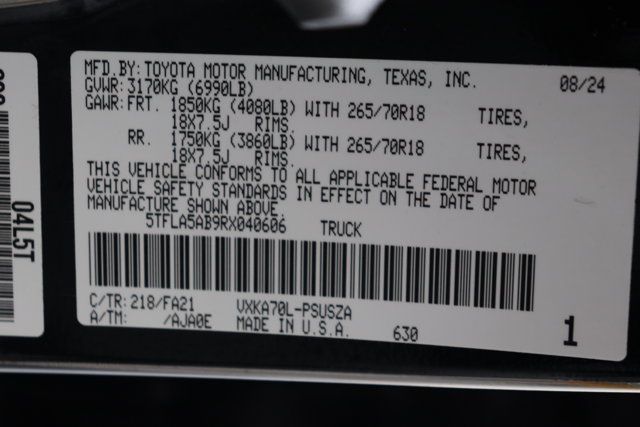 MFD.BY: TOYOTA MOTOR MANUFACTURING, TEXAS, INC. 08/24
GVWR: 3170KG (6990LB)
GAWR: FRT. 1850KG (4080LB) WITH 265/70R18 TIRES,
18X7.5J RIMS.
RR. 1750KG (3860LB) WITH 265/70R18 TIRES,
18X7.5J RIMS.
THIS VEHICLE CONFORMS TO ALL APPLICABLE FEDERAL MOTOR
VEHICLE SAFETY STANDARDS IN EFFECT ON THE DATE OF
MANUFACTURE SHOWN ABOVE.
5TFLA5AB9RX040606 TRUCK
C/TR: 218/FA21 VXKA70L-PSUSZA
A/TM: /AJA0E MADE IN U.S.A. 630 1
04L5T